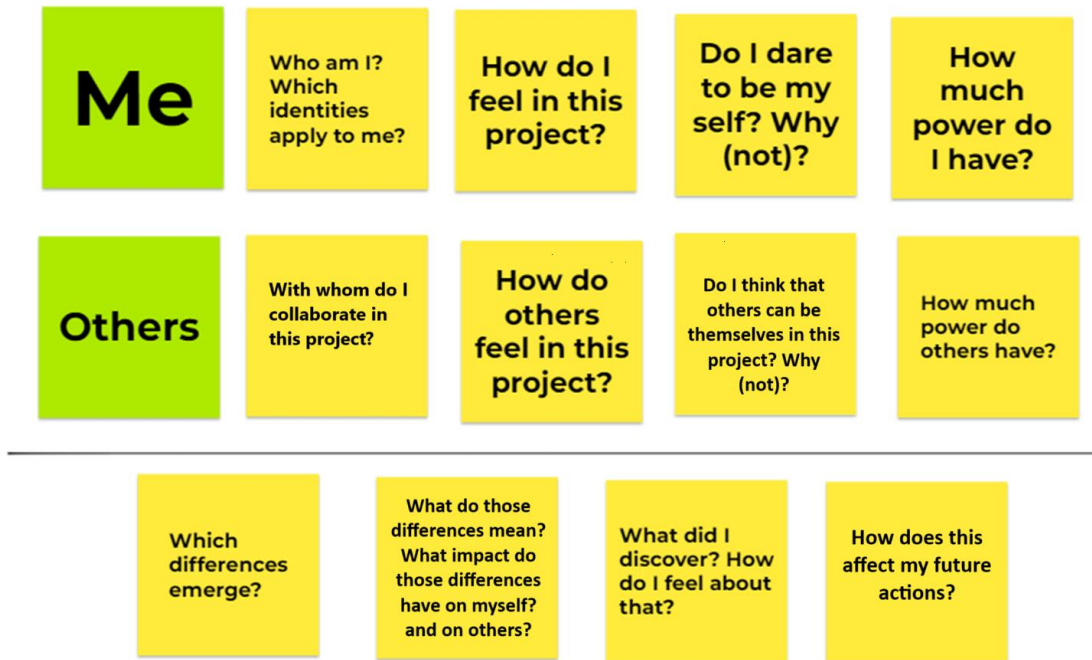 Me
Who am I?
Which
identities
apply to me?
How do I
feel in this
project?
Do I dare
to be my
self? Why
(not)?
How
much
power do
I have?
Others
With whom do I
collaborate in
this project?
How do
others
feel in this
project?
Do I think that
others can be
themselves in this
project? Why
(not)?
How much
power do
others have?
Which
differences
emerge?
What do those
differences mean?
What impact do
those differences
have on myself?
and on others?
What did I
discover? How
do I feel about
that?
How does this
affect my future
actions?